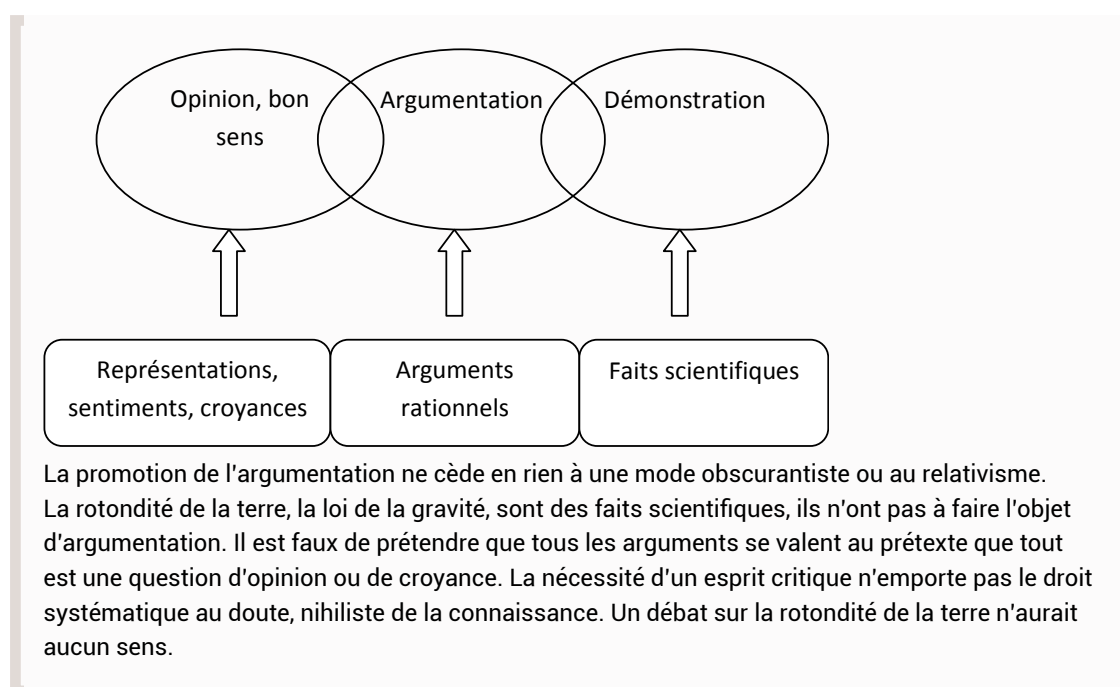 Opinion, bon
sens
Argumentation
Démonstration
Représentations,
sentiments, croyances
Arguments
rationnels
Faits scientifiques
La promotion de l'argumentation ne cède en rien à une mode obscurantiste ou au relativisme.
La rotondité de la terre, la loi de la gravité, sont des faits scientifiques, ils n'ont pas à faire l'objet
d'argumentation. Il est faux de prétendre que tous les arguments se valent au prétexte que tout
est une question d'opinion ou de croyance. La nécessité d'un esprit critique n'emporte pas le droit
systématique au doute, nihiliste de la connaissance. Un débat sur la rotondité de la terre n'aurait
aucun sens.